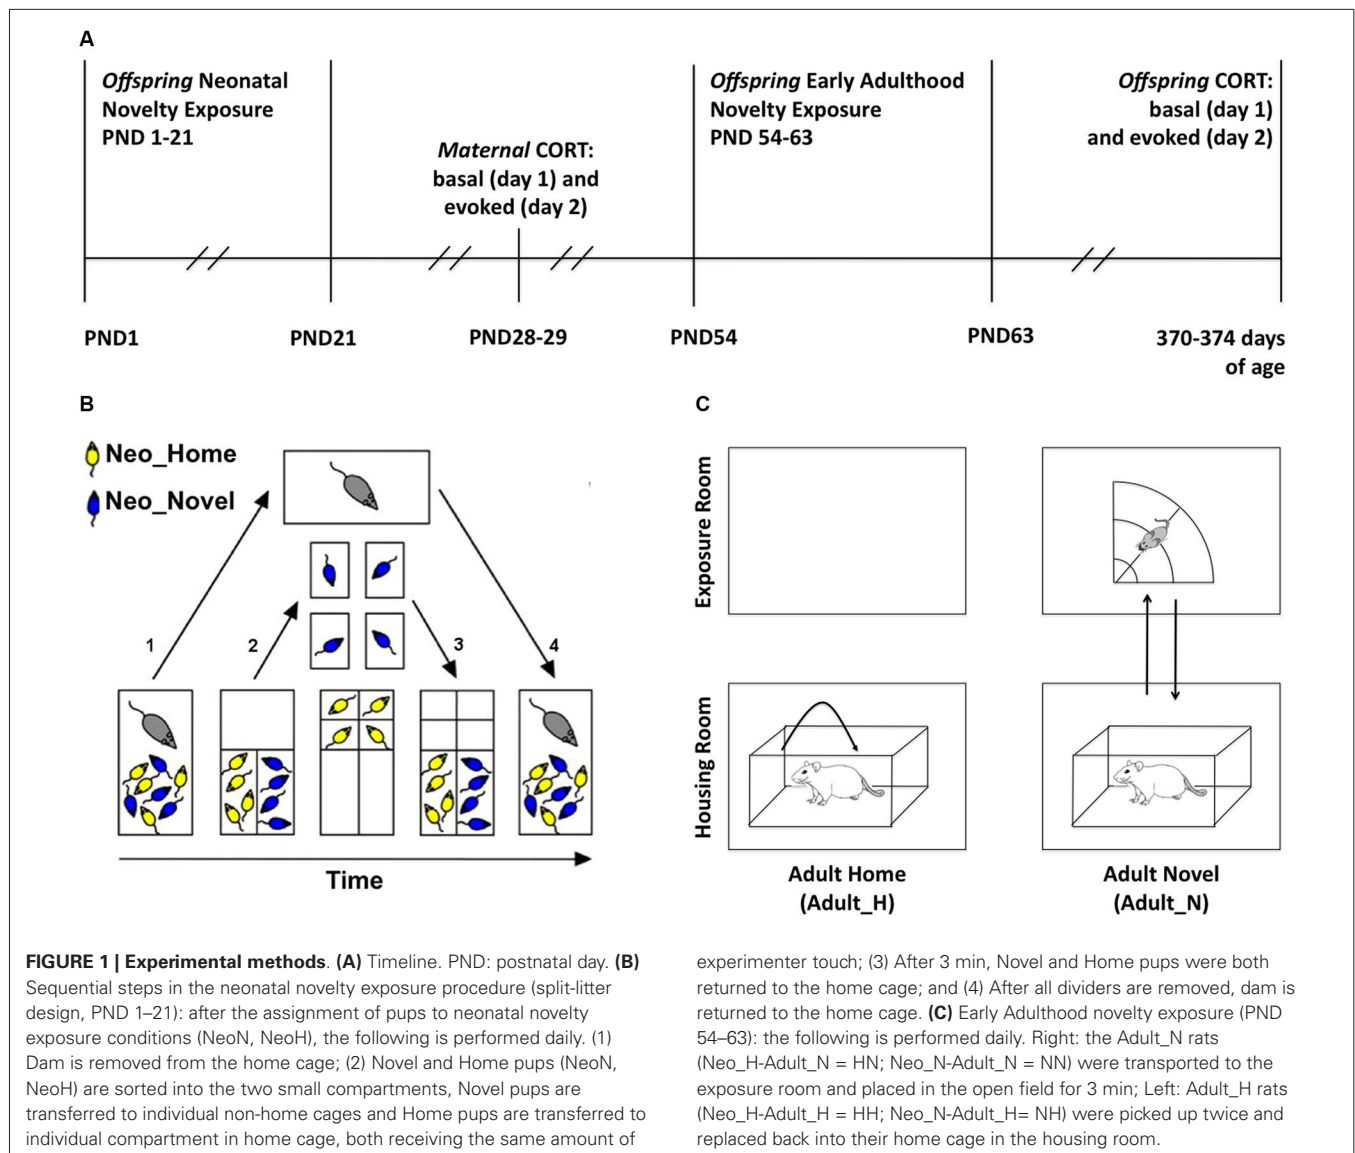 A
Offspring Neonatal
Novelty Exposure
PND 1-21
Maternal CORT:
basal (day 1) and
evoked (day 2)
Offspring Early Adulthood
Novelty Exposure
PND 54-63
Offspring CORT:
basal (day 1)
and evoked (day 2)
PND1
PND21
PND28-29
PND54
PND63
370-374 days
of age
B
Neo_Home
Neo_Novel
1
2
3
4
Time
C
Exposure Room
Housing Room
Adult Home
(Adult_H)
Adult Novel
(Adult_N)
FIGURE 1 | Experimental methods. (A) Timeline. PND: postnatal day. (B)
Sequential steps in the neonatal novelty exposure procedure (split-litter
design, PND 1–21): after the assignment of pups to neonatal novelty
exposure conditions (NeoN, NeoH), the following is performed daily. (1)
Dam is removed from the home cage; (2) Novel and Home pups (NeoN,
NeoH) are sorted into the two small compartments, Novel pups are
transferred to individual non-home cages and Home pups are transferred to
individual compartment in home cage, both receiving the same amount of
experimenter touch; (3) After 3 min, Novel and Home pups were both
returned to the home cage; and (4) After all dividers are removed, dam is
returned to the home cage. (C) Early Adulthood novelty exposure (PND
54–63): the following is performed daily. Right: the Adult_N rats
(Neo_H-Adult_N = HN; Neo_N-Adult_N = NN) were transported to the
exposure room and placed in the open field for 3 min; Left: Adult_H rats
(Neo_H-Adult_H = HH; Neo_N-Adult_H= NH) were picked up twice and
replaced back into their home cage in the housing room.